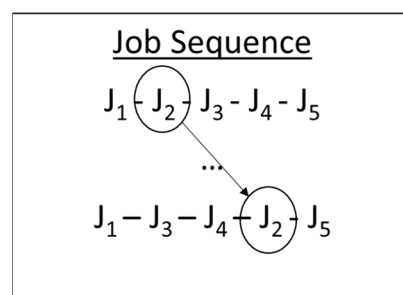 Job Sequence
J₁ - J₂ - J₃ - J₄ - J₅
...
J₁ – J₃ – J₄ – J₂ - J₅